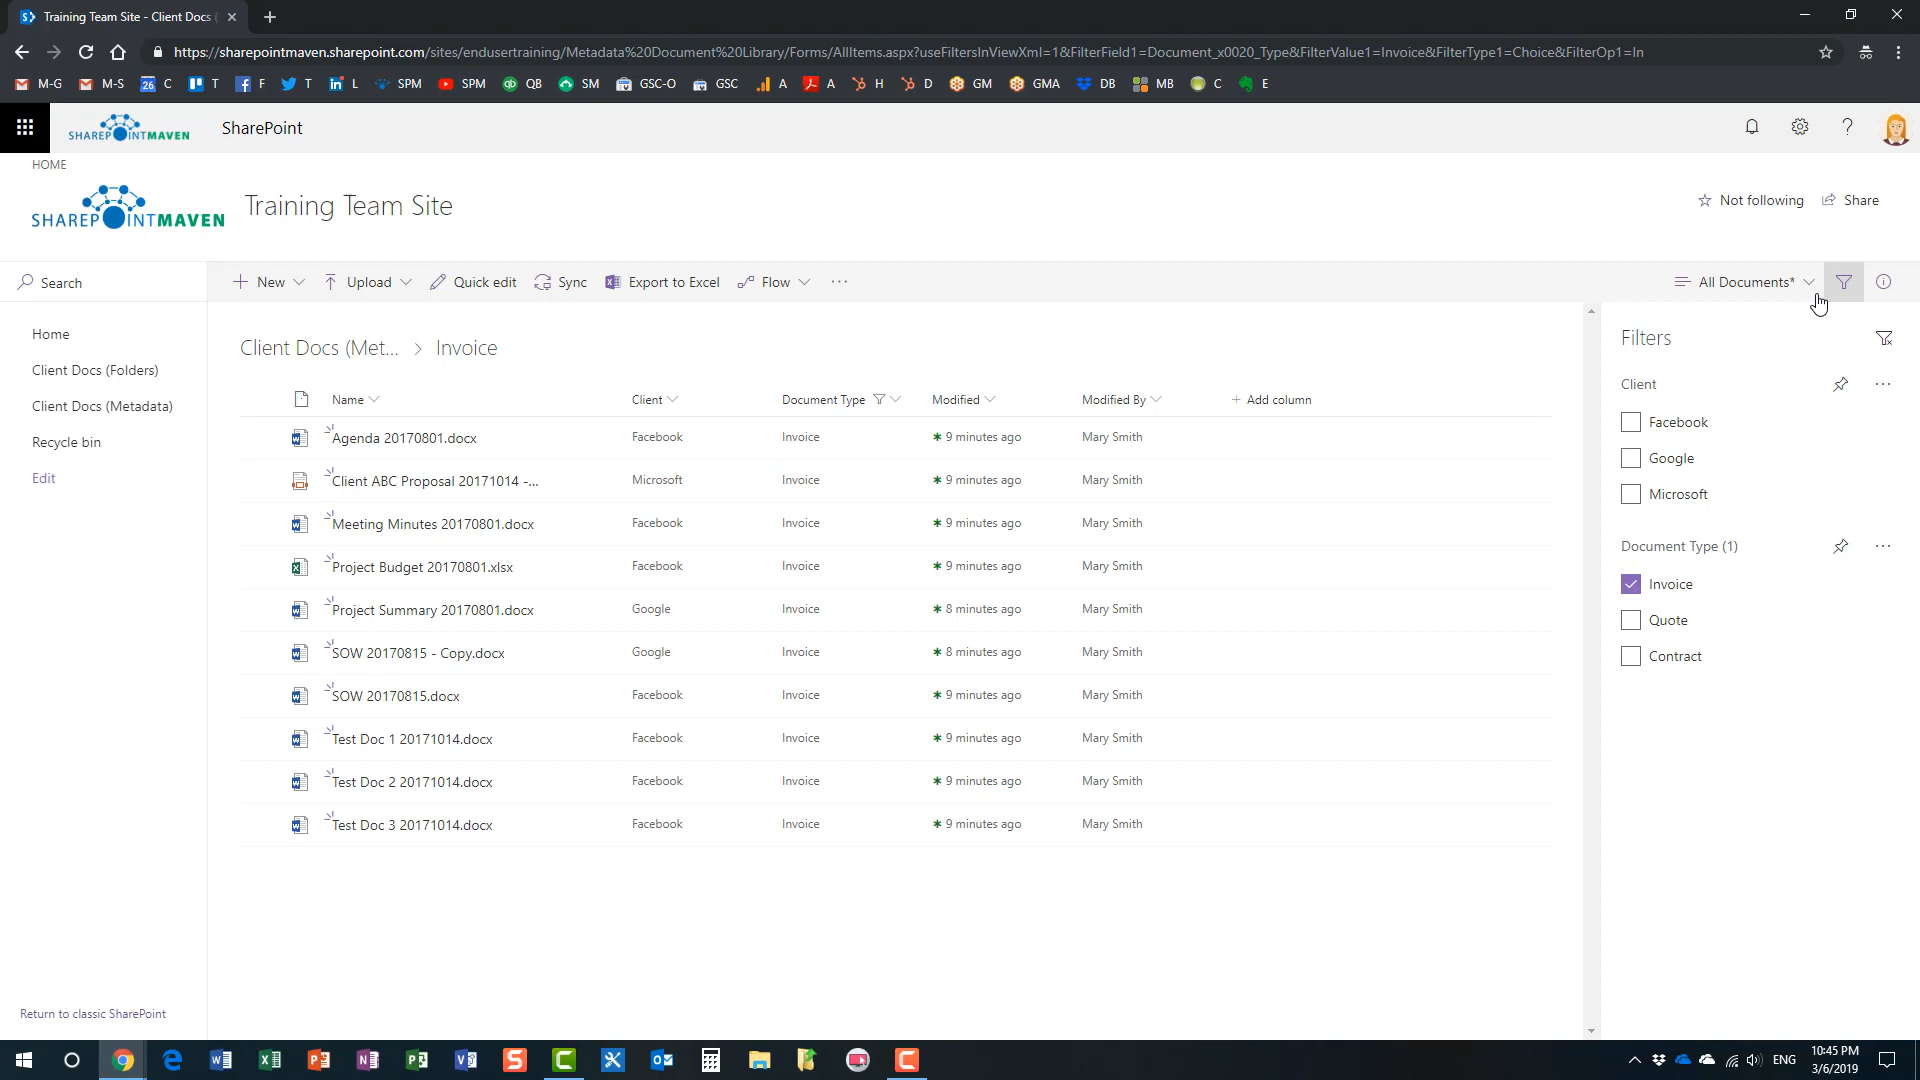 Training Team Site - Client Docs (
https://sharepointmaven.sharepoint.com/sites/endusertraining/Metadata%20Document%20Library/Forms/AllItems.aspx?useFiltersInViewXml=1&FilterField1=Document_x0020_Type&FilterValue1=Invoice&FilterType1=Choice&FilterOp1=In
M-G M-S 26 C T F T L SPM SPM QB SM GSC-O GSC A A H D GM GMA DB MB C E
SHAREPOINTMAVEN SharePoint
HOME
SHAREPOINTMAVEN Training Team Site
Not following Share
Search
New Upload Quick edit Sync Export to Excel Flow ... All Documents*
Home
Client Docs (Folders)
Client Docs (Metadata)
Recycle bin
Edit
Return to classic SharePoint
Client Docs (Met... > Invoice
Name Client Document Type Modified Modified By + Add column
Agenda 20170801.docx Facebook Invoice 9 minutes ago Mary Smith
Client ABC Proposal 20171014 -... Microsoft Invoice 9 minutes ago Mary Smith
Meeting Minutes 20170801.docx Facebook Invoice 9 minutes ago Mary Smith
Project Budget 20170801.xlsx Facebook Invoice 9 minutes ago Mary Smith
Project Summary 20170801.docx Google Invoice 8 minutes ago Mary Smith
SOW 20170815 - Copy.docx Google Invoice 8 minutes ago Mary Smith
SOW 20170815.docx Facebook Invoice 9 minutes ago Mary Smith
Test Doc 1 20171014.docx Facebook Invoice 9 minutes ago Mary Smith
Test Doc 2 20171014.docx Facebook Invoice 9 minutes ago Mary Smith
Test Doc 3 20171014.docx Facebook Invoice 9 minutes ago Mary Smith
Filters
Client
Facebook
Google
Microsoft
Document Type (1)
Invoice
Quote
Contract
ENG
10:45 PM
3/6/2019